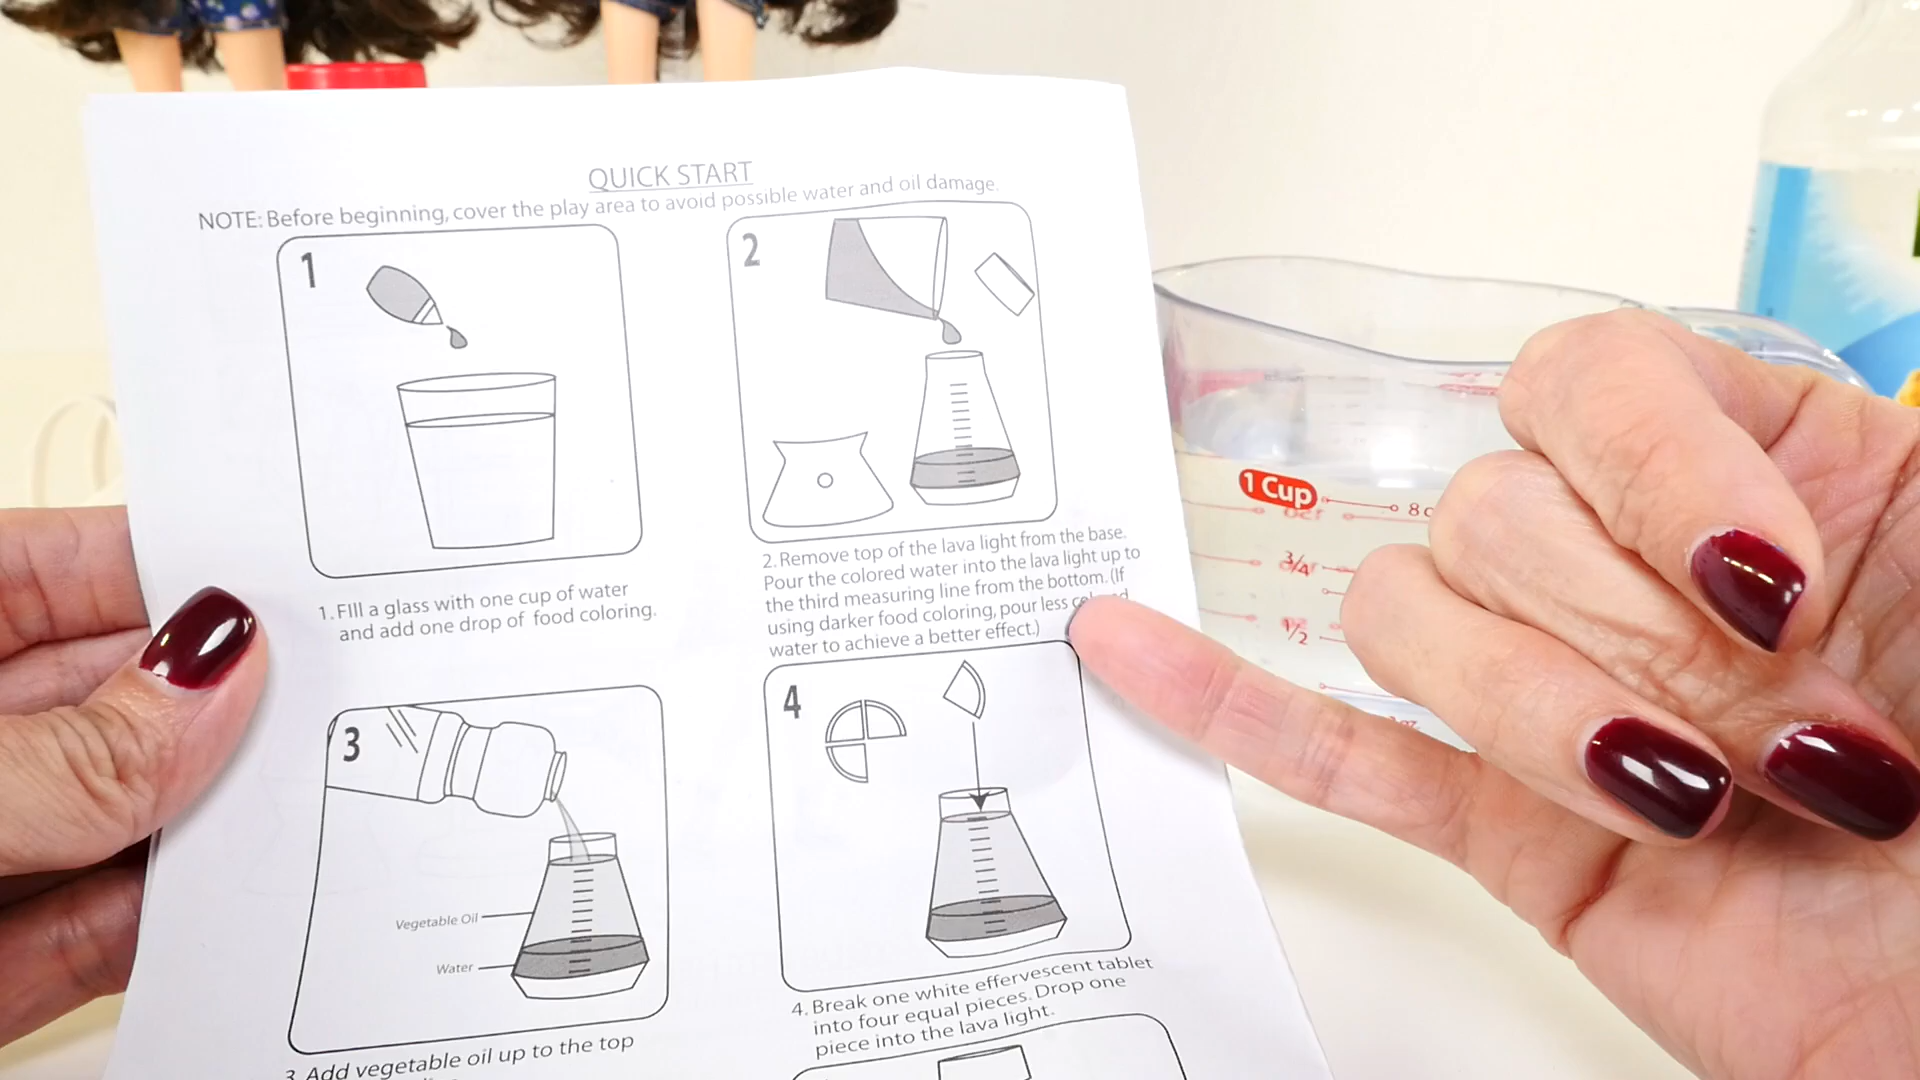 QUICK START
NOTE: Before beginning, cover the play area to avoid possible water and oil damage.
1
1. FIll a glass with one cup of water
and add one drop of food coloring.
2
2. Remove top of the lava light from the base.
Pour the colored water into the lava light up to
the third measuring line from the bottom. (If
using darker food coloring, pour less
water to achieve a better effect.)
3
Vegetable Oil
Water
3. Add vegetable oil up to the top
4
4. Break one white effervescent tablet
into four equal pieces. Drop one
piece into the lava light.
1 Cup
3/4
1/2